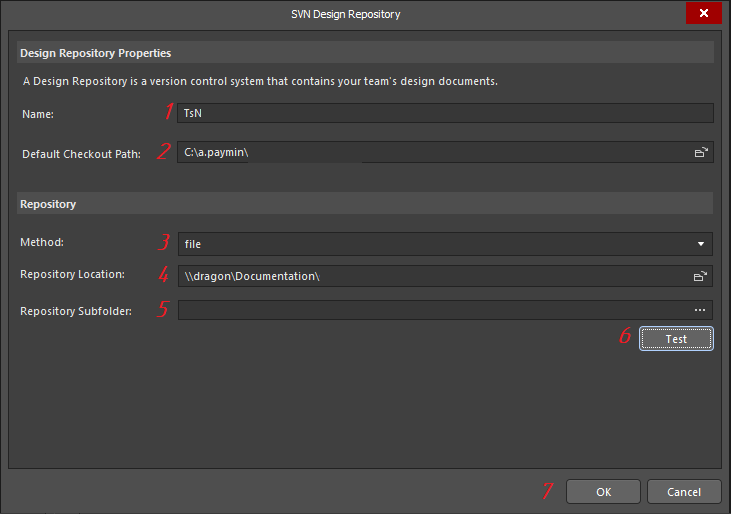 SVN Design Repository
Design Repository Properties
A Design Repository is a version control system that contains your team's design documents.
Name: 1 TsN
Default Checkout Path: 2 C:\a.paymin\
Repository
Method: 3 file
Repository Location: 4 \\dragon\Documentation\
Repository Subfolder: 5 ...
6 Test
7 OK Cancel